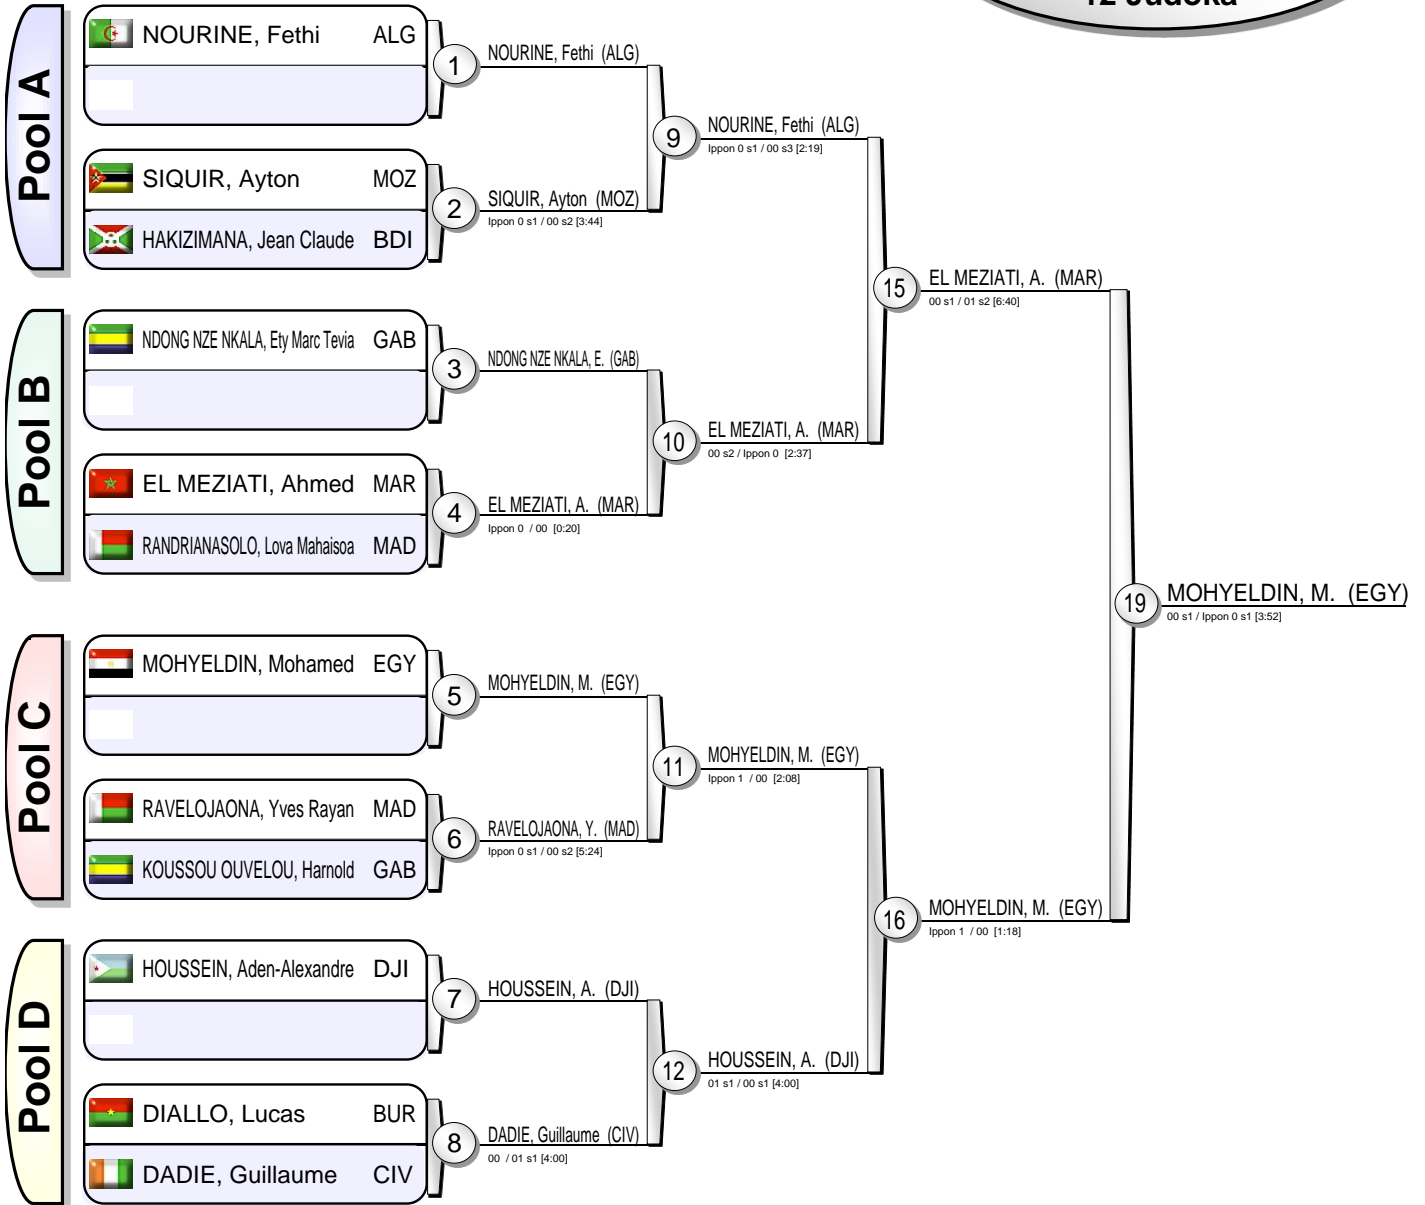 12 Judoka
Pool A
NOURINE, Fethi ALG
SIQUIR, Ayton MOZ
HAKIZIMANA, Jean Claude BDI
Pool B
NDONG NZE NKALA, Ety Marc Tevia GAB
EL MEZIATI, Ahmed MAR
RANDRIANASOLO, Lova Mahaisoa MAD
Pool C
MOHYELDIN, Mohamed EGY
RAVELOJAONA, Yves Rayan MAD
KOUSSOU OUVELOU, Harnold GAB
Pool D
HOUSSEIN, Aden-Alexandre DJI
DIALLO, Lucas BUR
DADIE, Guillaume CIV
1
NOURINE, Fethi (ALG)
2
SIQUIR, Ayton (MOZ)
Ippon 0 s1 / 00 s2 [3:44]
3
NDONG NZE NKALA, E. (GAB)
4
EL MEZIATI, A. (MAR)
Ippon 0 / 00 [0:20]
5
MOHYELDIN, M. (EGY)
6
RAVELOJAONA, Y. (MAD)
Ippon 0 s1 / 00 s2 [5:24]
7
HOUSSEIN, A. (DJI)
8
DADIE, Guillaume (CIV)
00 / 01 s1 [4:00]
9
NOURINE, Fethi (ALG)
Ippon 0 s1 / 00 s3 [2:19]
10
EL MEZIATI, A. (MAR)
00 s2 / Ippon 0 [2:37]
11
MOHYELDIN, M. (EGY)
Ippon 1 / 00 [2:08]
12
HOUSSEIN, A. (DJI)
01 s1 / 00 s1 [4:00]
15
EL MEZIATI, A. (MAR)
00 s1 / 01 s2 [6:40]
16
MOHYELDIN, M. (EGY)
Ippon 1 / 00 [1:18]
19
MOHYELDIN, M. (EGY)
00 s1 / Ippon 0 s1 [3:52]